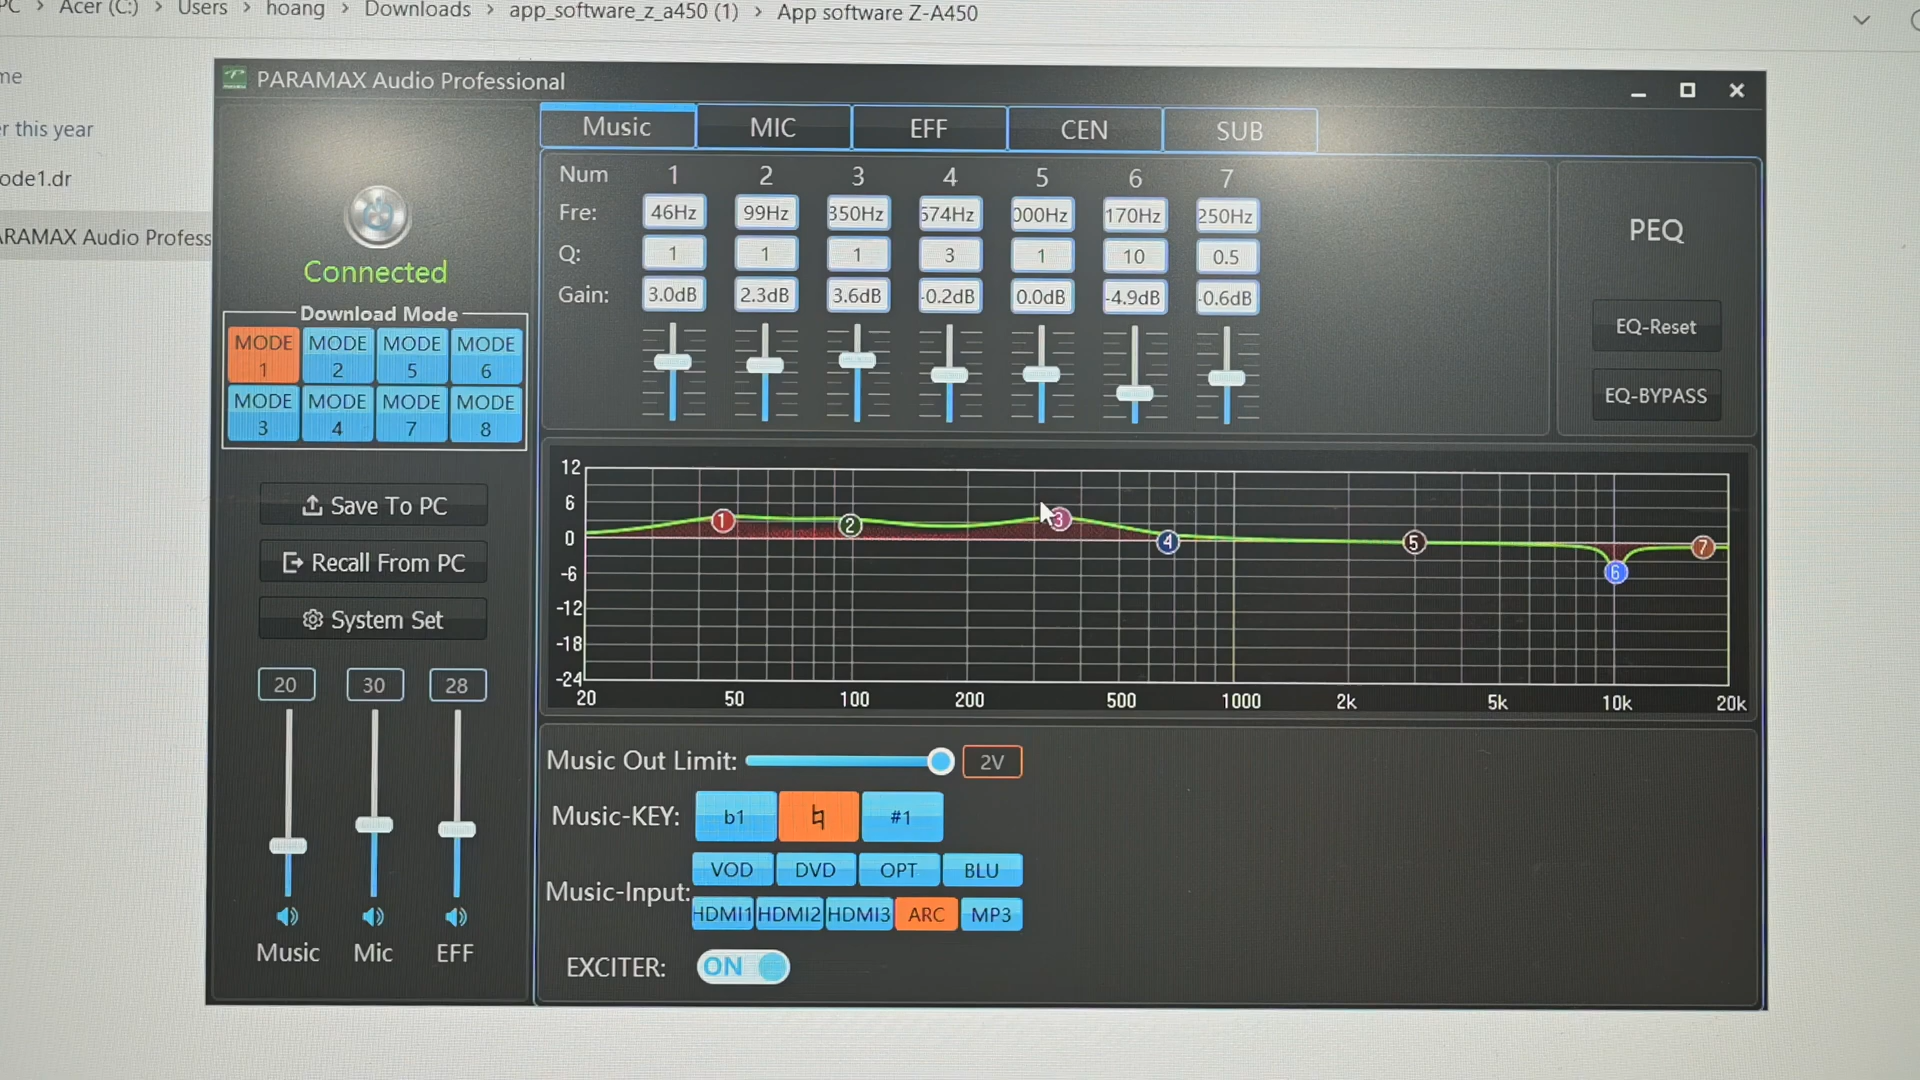 PC > Acer (C:) > Users > hoang > Downloads > app_software_z_a450 (1) > App software Z-A450
me
r this year
ode1.dr
ARAMAX Audio Profess
PARAMAX Audio Professional
Music MIC EFF CEN SUB
Num 1 2 3 4 5 6 7
Fre: 46Hz 99Hz 350Hz 574Hz 000Hz 170Hz 250Hz
Q: 1 1 1 3 1 10 0.5
Gain: 3.0dB 2.3dB 3.6dB -0.2dB 0.0dB -4.9dB -0.6dB
PEQ
EQ-Reset
EQ-BYPASS
Connected
Download Mode
MODE 1 MODE 2 MODE 5 MODE 6
MODE 3 MODE 4 MODE 7 MODE 8
Save To PC
Recall From PC
System Set
20 30 28
Music Mic EFF
12
6
0
-6
-12
-18
-24
1 2 3 4 5 6 7
20 50 100 200 500 1000 2k 5k 10k 20k
Music Out Limit: 2V
Music-KEY: b1 ♮ #1
Music-Input: VOD DVD OPT BLU
HDMI1 HDMI2 HDMI3 ARC MP3
EXCITER: ON